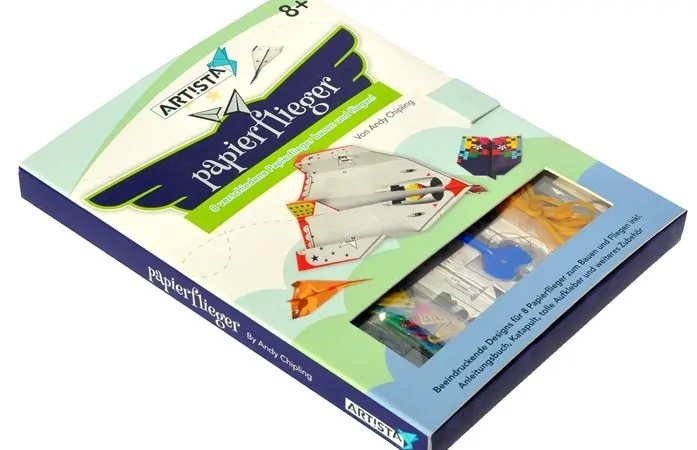 8+
ARTISTA
papierflieger
8 verschiedene Papierflieger bauen und fliegen!
Von Andy Chipling
Beeindruckende Designs für 8 Papierflieger zum Bauen und Fliegen inkl.
Anleitungsbuch, Katapult, tolle Aufkleber und weiteres Zubehör
papierflieger
By Andy Chipling
ARTISTA